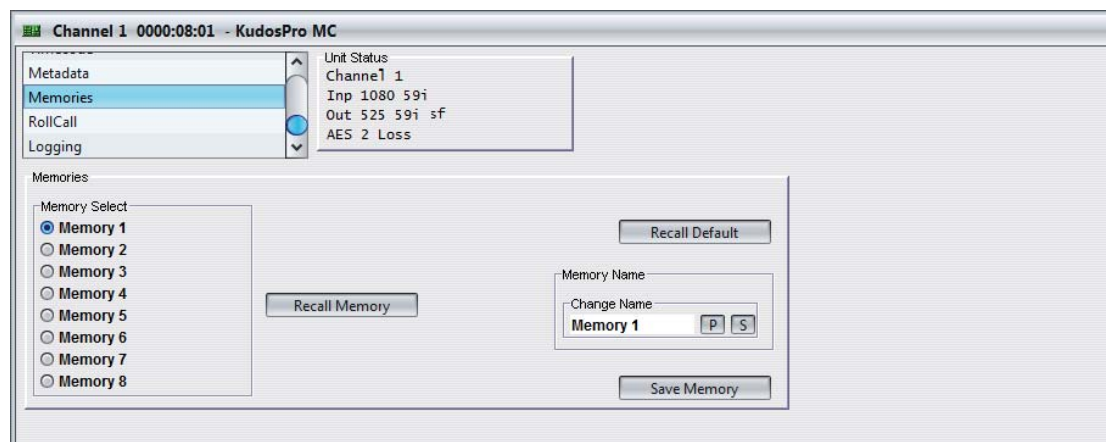 Channel 1 0000:08:01 - KudosPro MC
Metadata
Memories
RollCall
Logging
Unit Status
Channel 1
Inp 1080 59i
Out 525 59i sf
AES 2 Loss
Memories
Memory Select
Memory 1
Memory 2
Memory 3
Memory 4
Memory 5
Memory 6
Memory 7
Memory 8
Recall Memory
Recall Default
Memory Name
Change Name
Memory 1 P S
Save Memory